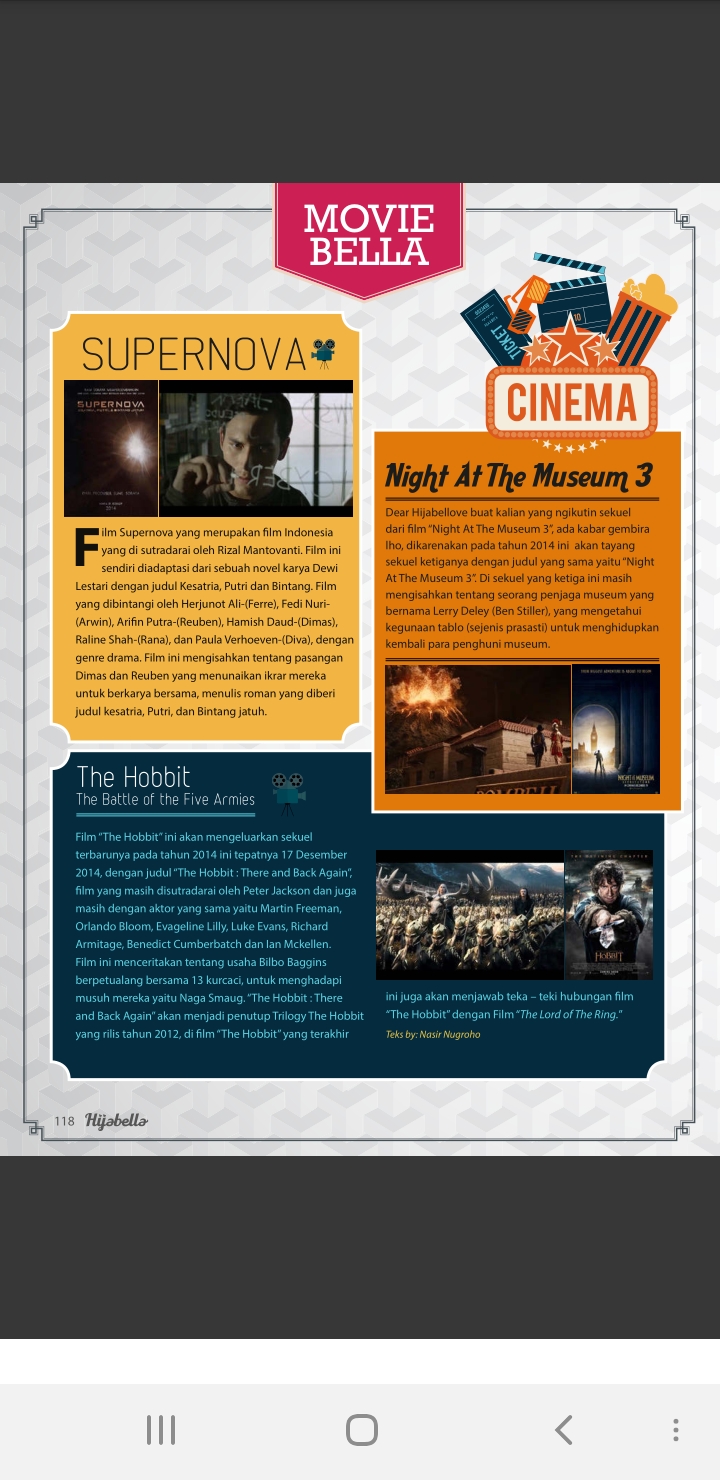 MOVIE
BELLA
SUPERNOVA
SUPERNOVA
2014
Film Supernova yang merupakan film Indonesia
yang di sutradarai oleh Rizal Mantovanti. Film ini
sendiri diadaptasi dari sebuah novel karya Dewi
Lestari dengan judul Kesatria, Putri dan Bintang. Film
yang dibintangi oleh Herjunot Ali-(Ferre), Fedi Nuri-
(Arwin), Arifin Putra-(Reuben), Hamish Daud-(Dimas),
Raline Shah-(Rana), dan Paula Verhoeven-(Diva), dengan
genre drama. Film ini mengisahkan tentang pasangan
Dimas dan Reuben yang menunaikan ikrar mereka
untuk berkarya bersama, menulis roman yang diberi
judul kesatria, Putri, dan Bintang jatuh.
TICKET
10
CINEMA
Night At The Museum 3
Dear Hijabellove buat kalian yang ngikutin sekuel
dari film “Night At The Museum 3”, ada kabar gembira
lho, dikarenakan pada tahun 2014 ini akan tayang
sekuel ketiganya dengan judul yang sama yaitu “Night
At The Museum 3”. Di sekuel yang ketiga ini masih
mengisahkan tentang seorang penjaga museum yang
bernama Lerry Deley (Ben Stiller), yang mengetahui
kegunaan tablo (sejenis prasasti) untuk menghidupkan
kembali para penghuni museum.
POMPEII
NIGHT AT THE MUSEUM
The Hobbit
The Battle of the Five Armies
Film “The Hobbit” ini akan mengeluarkan sekuel
terbarunya pada tahun 2014 ini tepatnya 17 Desember
2014, dengan judul “The Hobbit : There and Back Again”,
film yang masih disutradarai oleh Peter Jackson dan juga
masih dengan aktor yang sama yaitu Martin Freeman,
Orlando Bloom, Evageline Lilly, Luke Evans, Richard
Armitage, Benedict Cumberbatch dan Ian Mckellen.
Film ini menceritakan tentang usaha Bilbo Baggins
berpetualang bersama 13 kurcaci, untuk menghadapi
musuh mereka yaitu Naga Smaug. “The Hobbit : There
and Back Again” akan menjadi penutup Trilogy The Hobbit
yang rilis tahun 2012, di film “The Hobbit” yang terakhir
THE DEFINING CHAPTER
THE HOBBIT
ini juga akan menjawab teka – teki hubungan film
“The Hobbit” dengan Film “The Lord of The Ring.”
Teks by: Nasir Nugroho
118 Hijabella